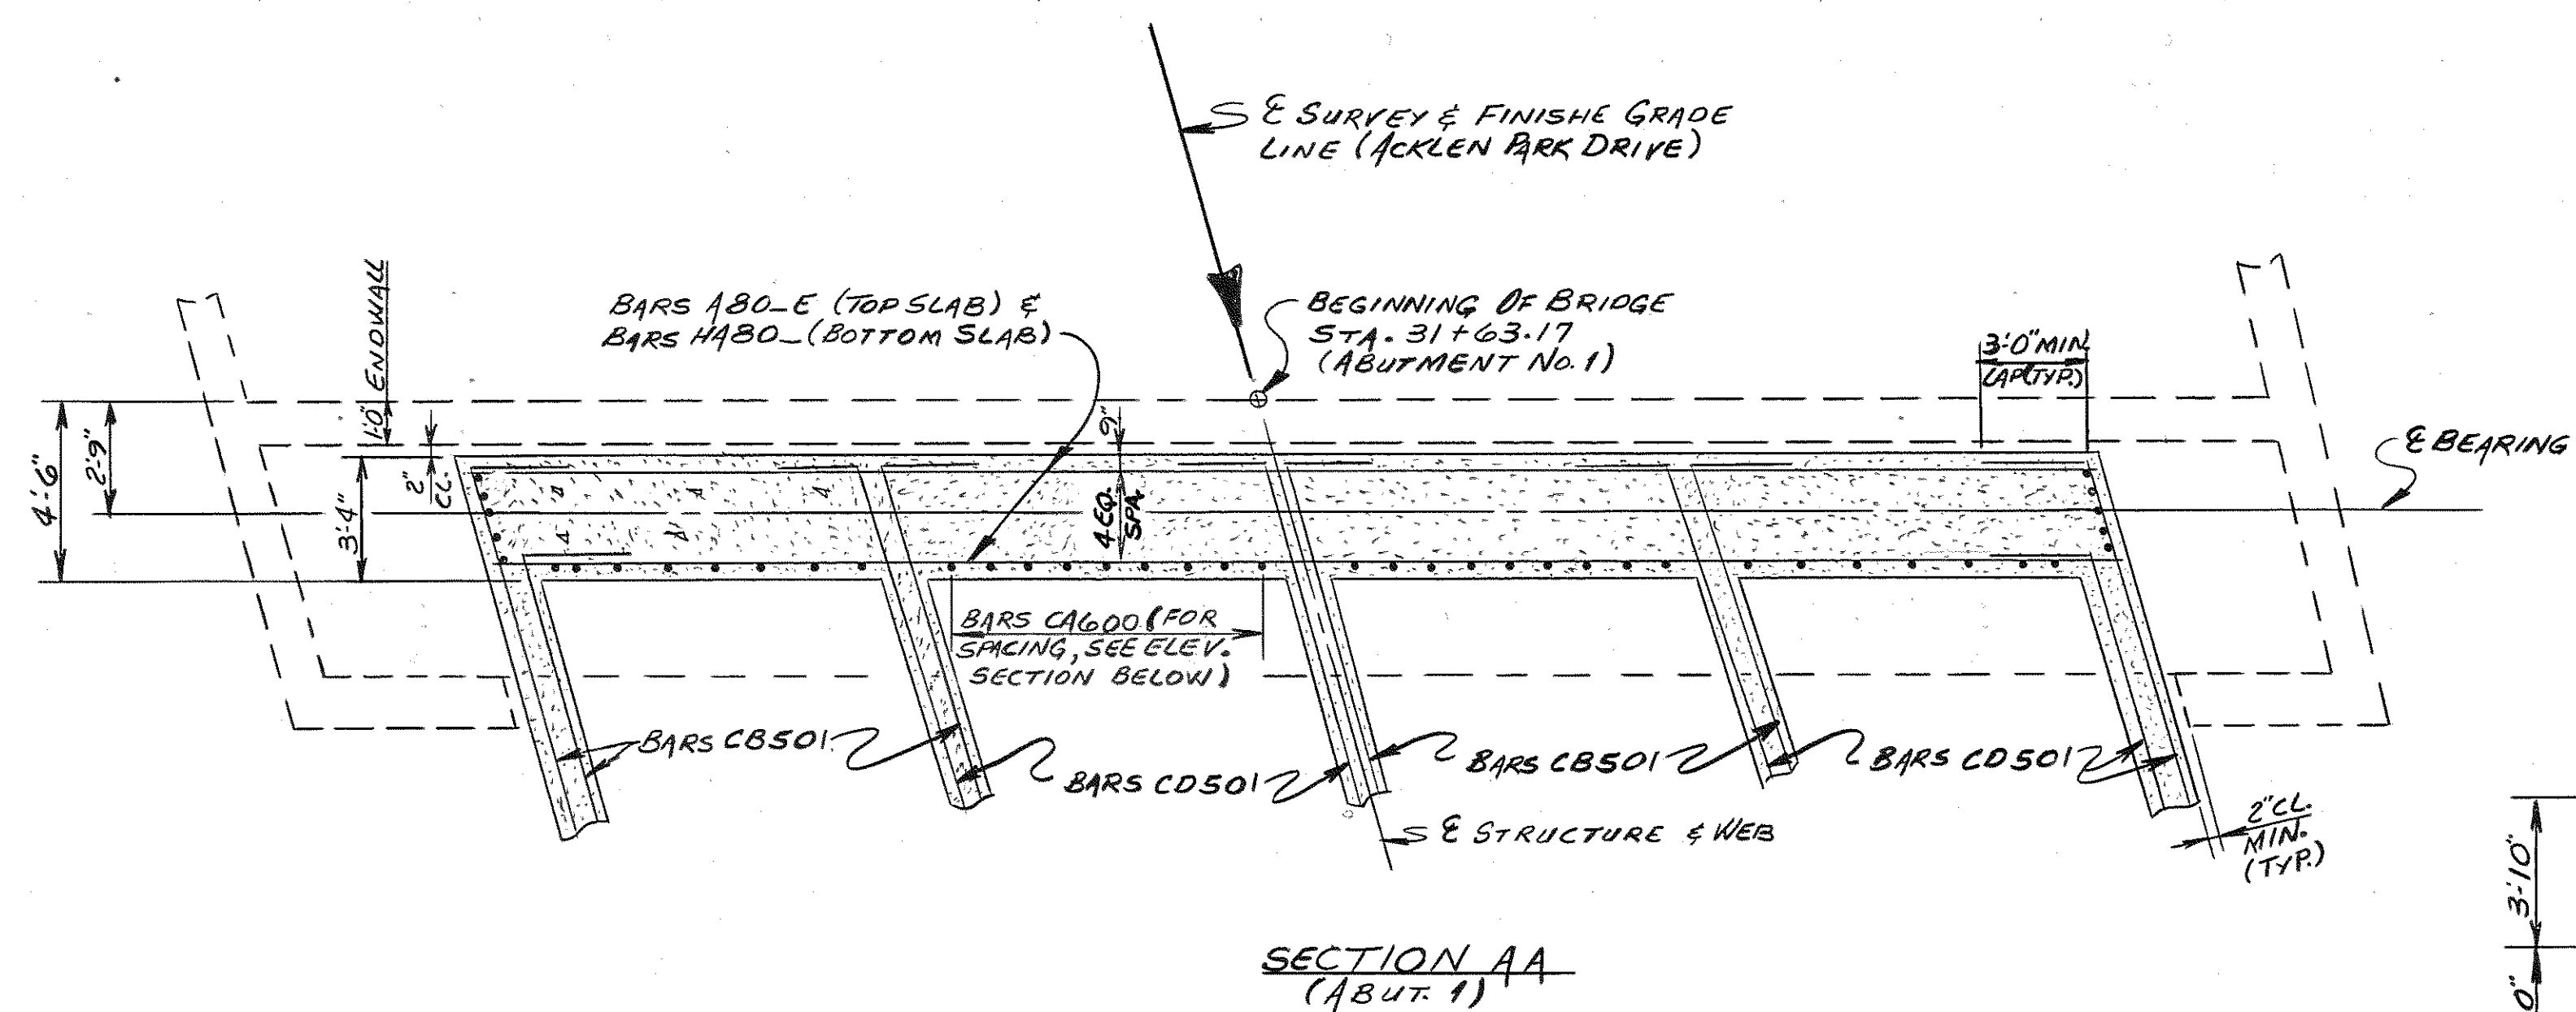 ℄ SURVEY & FINISHE GRADE
LINE (ACKLEN PARK DRIVE)
BARS A80_E (TOP SLAB) &
BARS HA80_(BOTTOM SLAB)
BEGINNING OF BRIDGE
STA. 31+63.17
(ABUTMENT NO. 1)
3'-0" MIN
LAP (TYP.)
1'-0" ENDWALL
4'-6"
2'-9"
3'-4"
2"
CL.
9"
4 EQ.
SPA.
℄ BEARING
BARS CA600 (FOR
SPACING, SEE ELEV.
SECTION BELOW)
BARS CB501
BARS CD501
BARS CB501
BARS CD501
℄ STRUCTURE & WEB
2" CL.
MIN.
(TYP.)
3'-10"
0"
SECTION AA
(ABUT. 1)